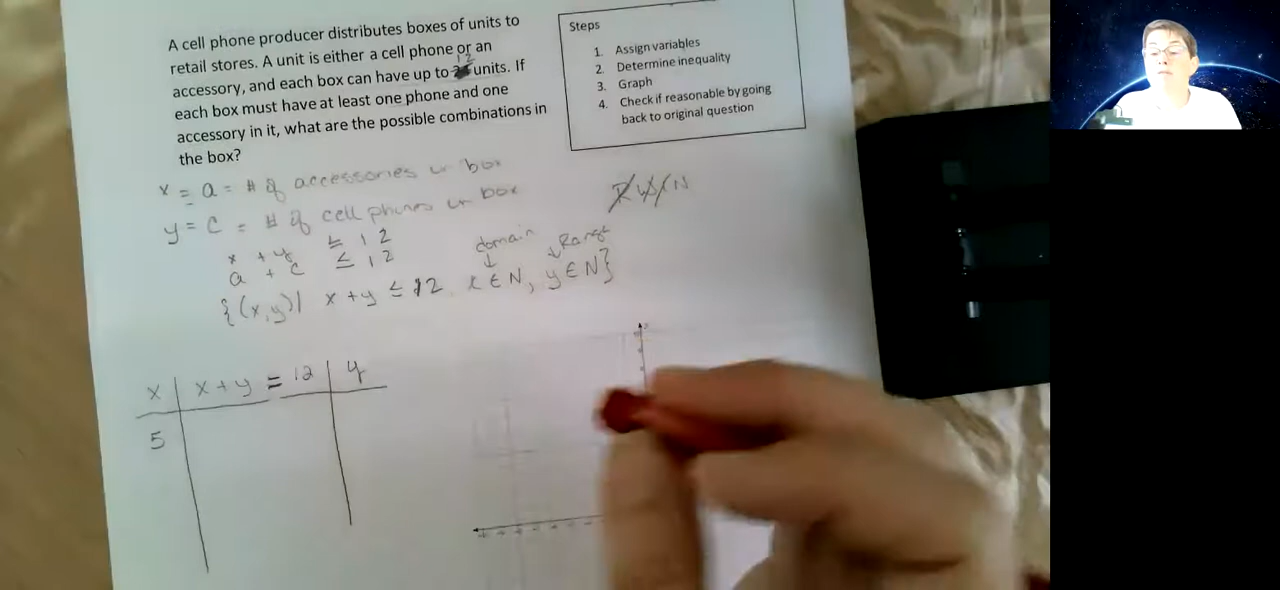 A cell phone producer distributes boxes of units to
retail stores. A unit is either a cell phone or an
12
accessory, and each box can have up to units. If
each box must have at least one phone and one
accessory in it, what are the possible combinations in
the box?
Steps
1. Assign variables
2. Determine inequality
3. Graph
4. Check if reasonable by going
back to original question
x = a = # of accessories in box
y = C = # of cell phones in box
N
x + y ≤ 12
a + c ≤ 12
domain Range
{(x,y)| x+y ≤ 12, x ∈ N, y ∈ N}
x | x + y = 12 | y
5